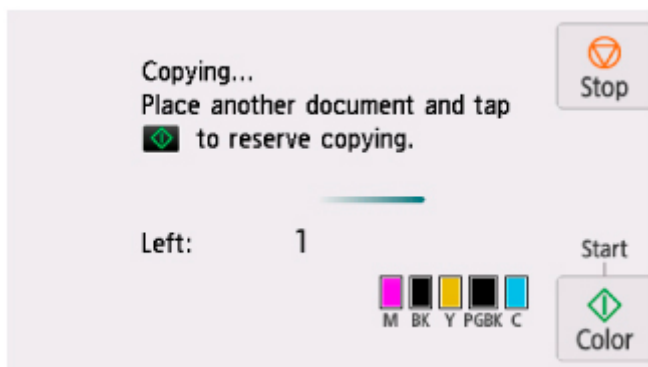 Copying...
Stop
Place another document and tap
to reserve copying.
Left: 1
Start
M BK Y PGBK C
Color